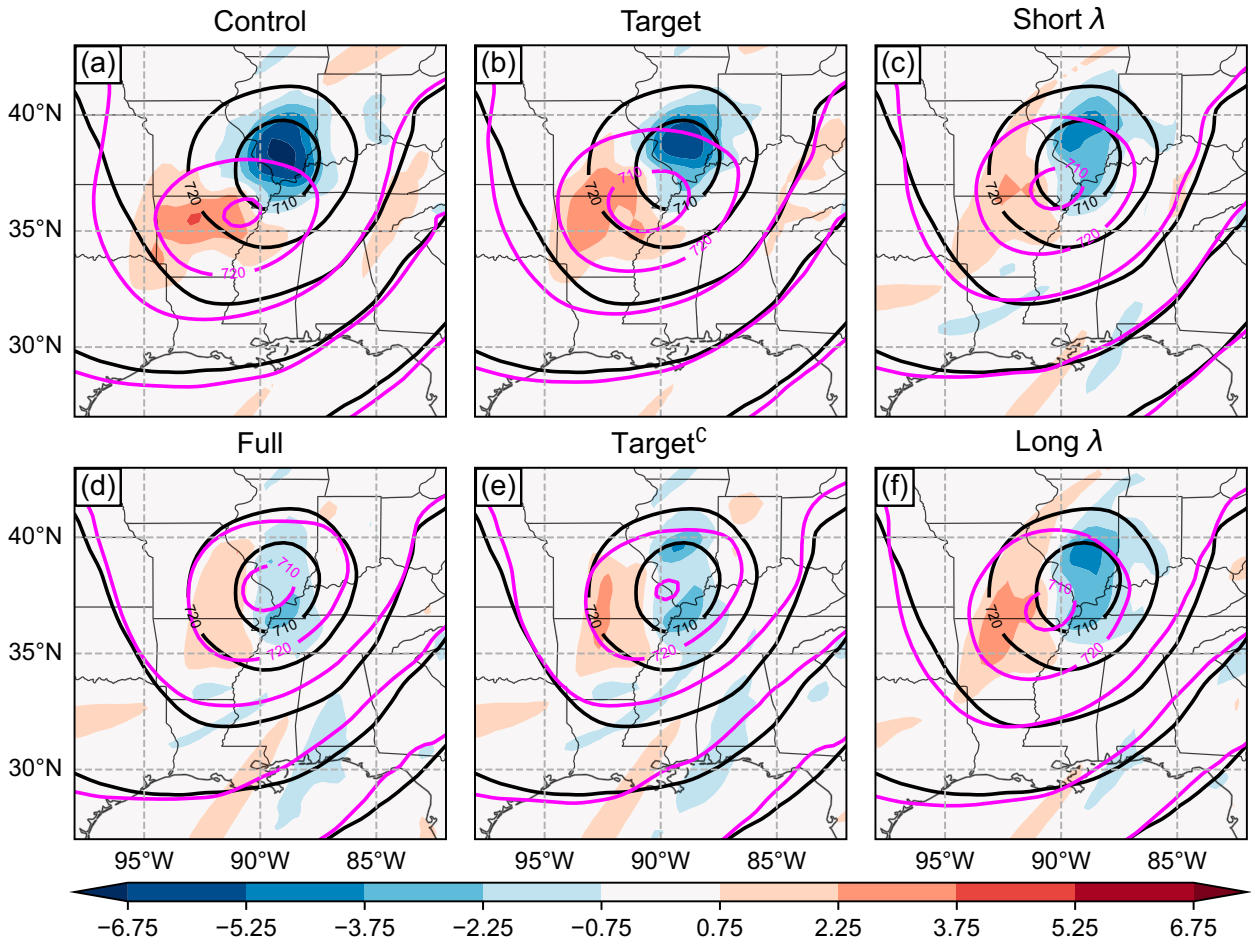 Control
Target
Short λ
(a)
(b)
(c)
40°N
35°N
30°N
720
710
720
710
720
710
720
710
720
710
720
710
Full
Target^C
Long λ
(d)
(e)
(f)
40°N
35°N
30°N
720
710
710
720
720
710
720
720
710
710
720
95°W
90°W
85°W
95°W
90°W
85°W
95°W
90°W
85°W
−6.75
−5.25
−3.75
−2.25
−0.75
0.75
2.25
3.75
5.25
6.75